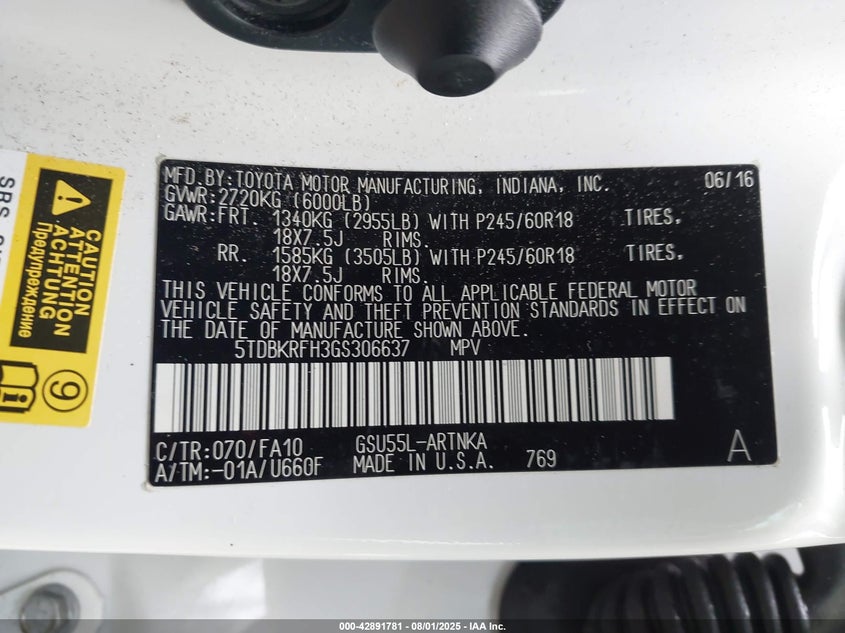 MFD.BY:TOYOTA MOTOR MANUFACTURING, INDIANA, INC. 06/16
GVWR:2720KG (6000LB)
GAWR:FRT. 1340KG (2955LB) WITH P245/60R18 TIRES,
18X7.5J RIMS.
RR. 1585KG (3505LB) WITH P245/60R18 TIRES,
18X7.5J RIMS.
THIS VEHICLE CONFORMS TO ALL APPLICABLE FEDERAL MOTOR
VEHICLE SAFETY AND THEFT PREVENTION STANDARDS IN EFFECT ON
THE DATE OF MANUFACTURE SHOWN ABOVE.
5TDBKRFH3GS306637 MPV
C/TR:070/FA10 GSU55L-ARTNKA
A/TM:-01A/U660F MADE IN U.S.A. 769 A
CAUTION
ATTENTION
ACHTUNG
Предупреждение
9
SRS
000-42891781 - 08/01/2025 - IAA Inc.